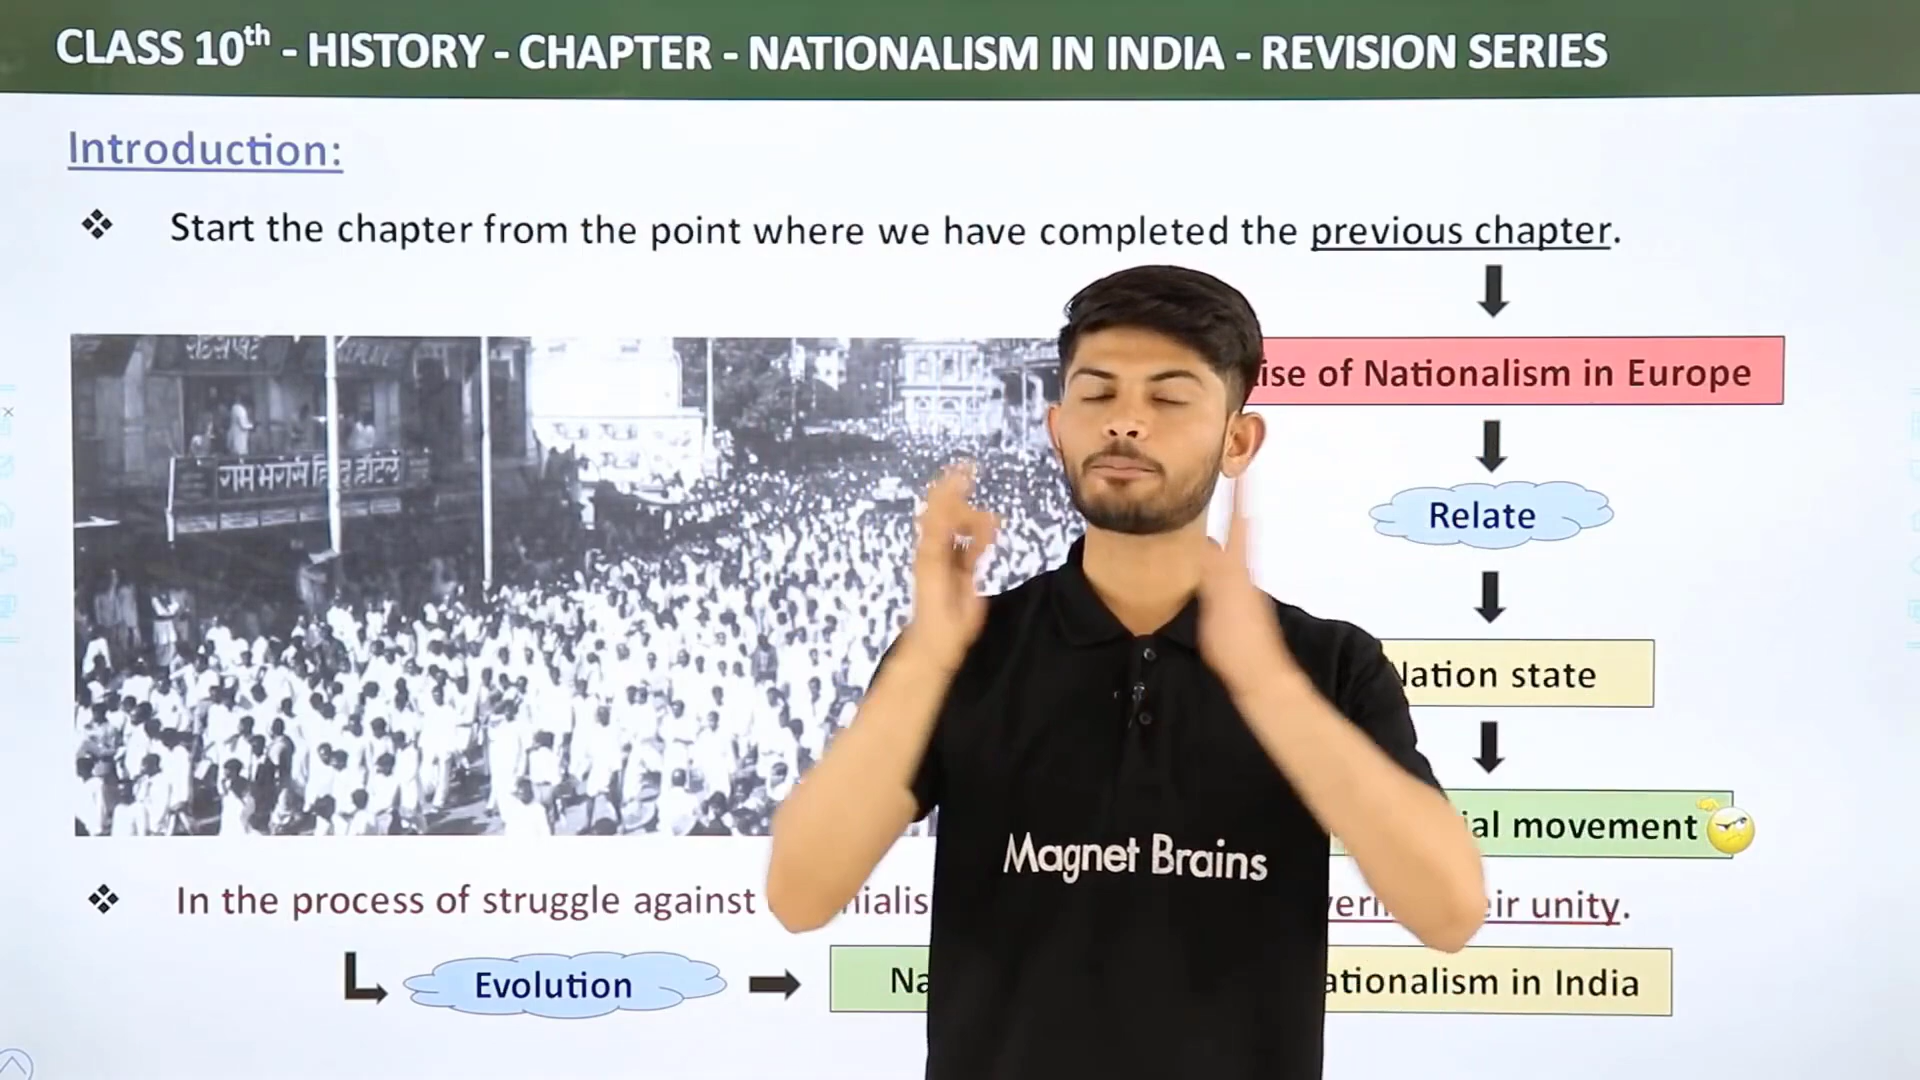 CLASS 10th - HISTORY - CHAPTER - NATIONALISM IN INDIA - REVISION SERIES
Introduction:
Start the chapter from the point where we have completed the previous chapter.
ise of Nationalism in Europe
Relate
Nation state
ial movement
Magnet Brains
In the process of struggle against
ir unity.
Evolution
Na
ationalism in India